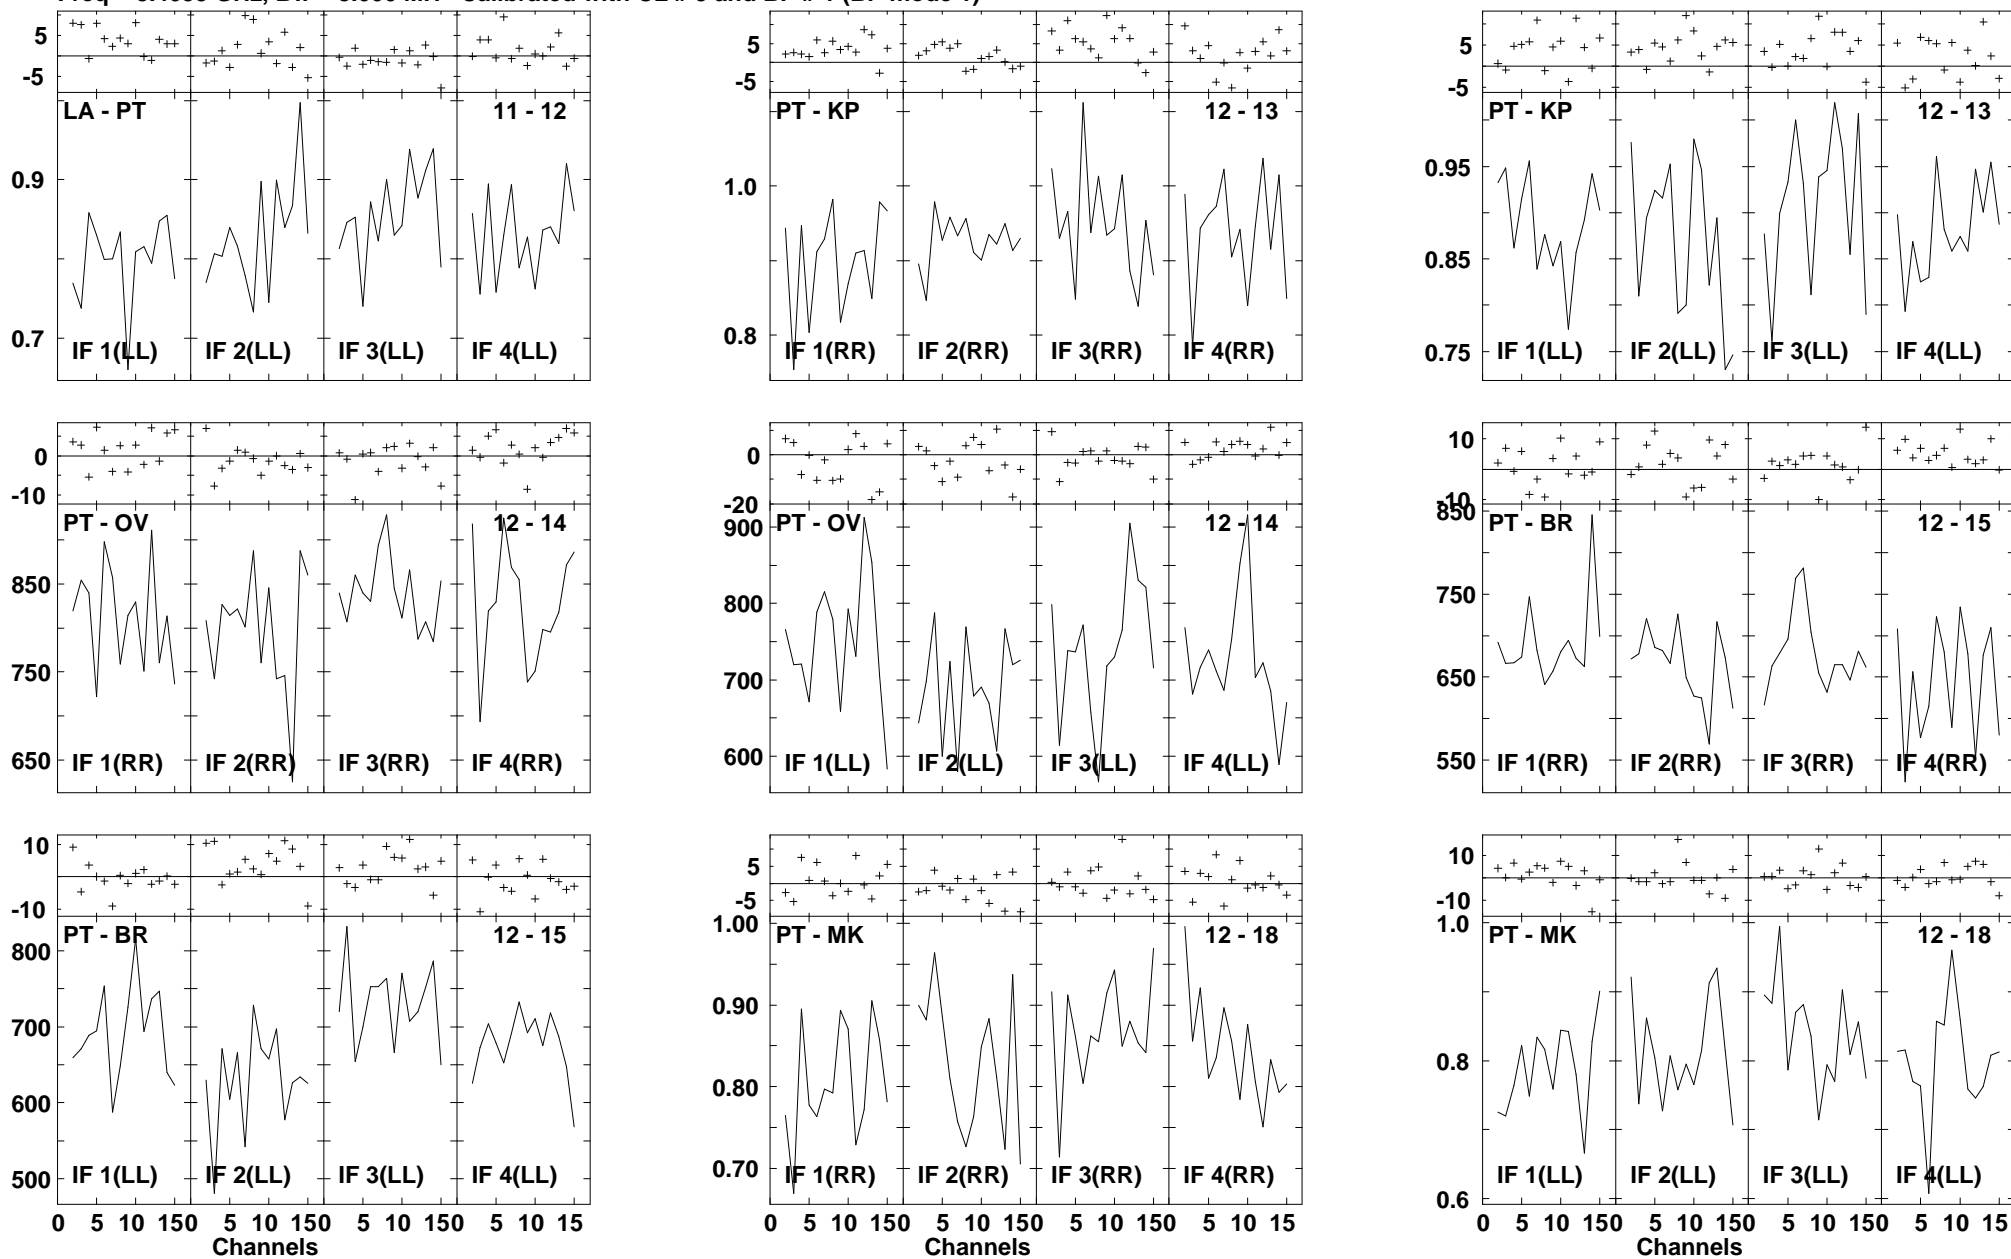 5
-5
LA - PT 11 - 12
0.9
0.7
IF 1(LL) IF 2(LL) IF 3(LL) IF 4(LL)
5
-5
PT - KP 12 - 13
1.0
0.8
IF 1(RR) IF 2(RR) IF 3(RR) IF 4(RR)
5
-5
PT - KP 12 - 13
0.95
0.85
0.75
IF 1(LL) IF 2(LL) IF 3(LL) IF 4(LL)
0
-10
PT - OV 12 - 14
850
750
650
IF 1(RR) IF 2(RR) IF 3(RR) IF 4(RR)
0
-20
PT - OV 12 - 14
900
800
700
600
IF 1(LL) IF 2(LL) IF 3(LL) IF 4(LL)
10
-10
PT - BR 12 - 15
850
750
650
550
IF 1(RR) IF 2(RR) IF 3(RR) IF 4(RR)
10
-10
PT - BR 12 - 15
800
700
600
500
IF 1(LL) IF 2(LL) IF 3(LL) IF 4(LL)
0 5 10 150 5 10 150 5 10 150 5 10 15
Channels
5
-5
PT - MK 12 - 18
1.00
0.90
0.80
0.70
IF 1(RR) IF 2(RR) IF 3(RR) IF 4(RR)
0 5 10 150 5 10 150 5 10 150 5 10 15
Channels
10
-10
PT - MK 12 - 18
1.0
0.8
0.6
IF 1(LL) IF 2(LL) IF 3(LL) IF 4(LL)
0 5 10 150 5 10 150 5 10 150 5 10 15
Channels